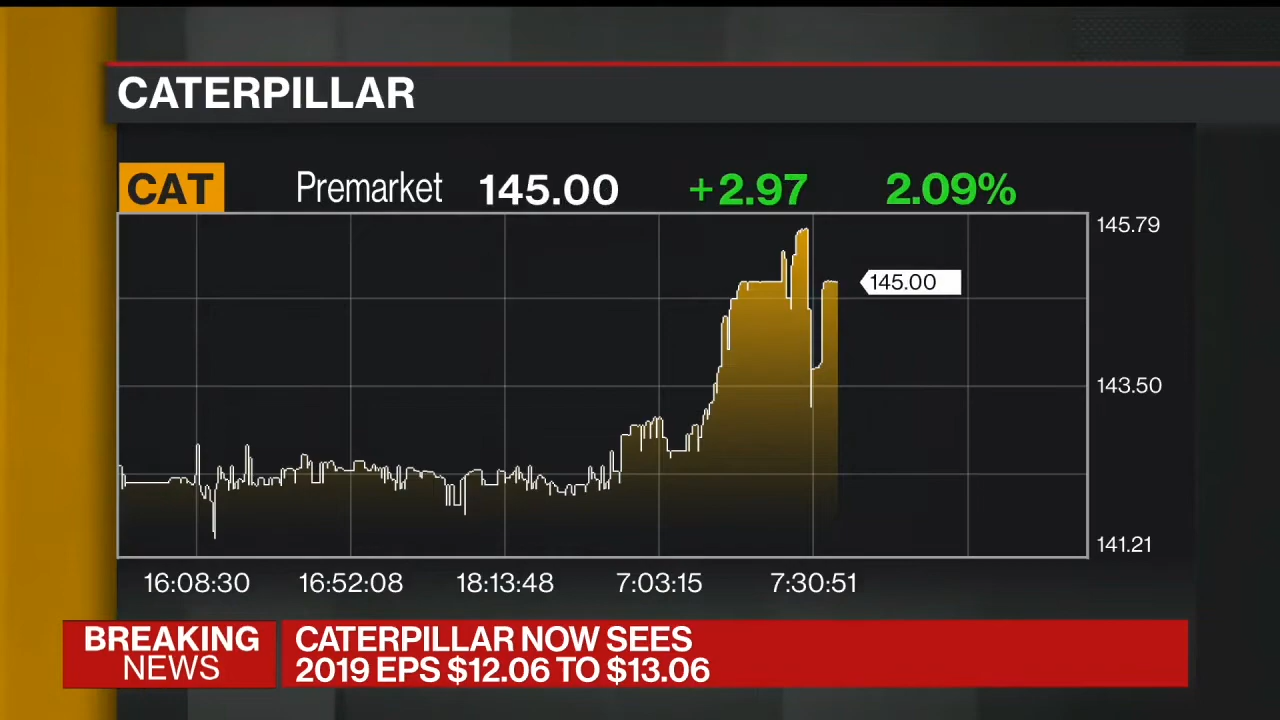 CATERPILLAR
CAT Premarket 145.00 +2.97 2.09%
145.79
145.00
143.50
141.21
16:08:30 16:52:08 18:13:48 7:03:15 7:30:51
BREAKING
NEWS
CATERPILLAR NOW SEES
2019 EPS $12.06 TO $13.06